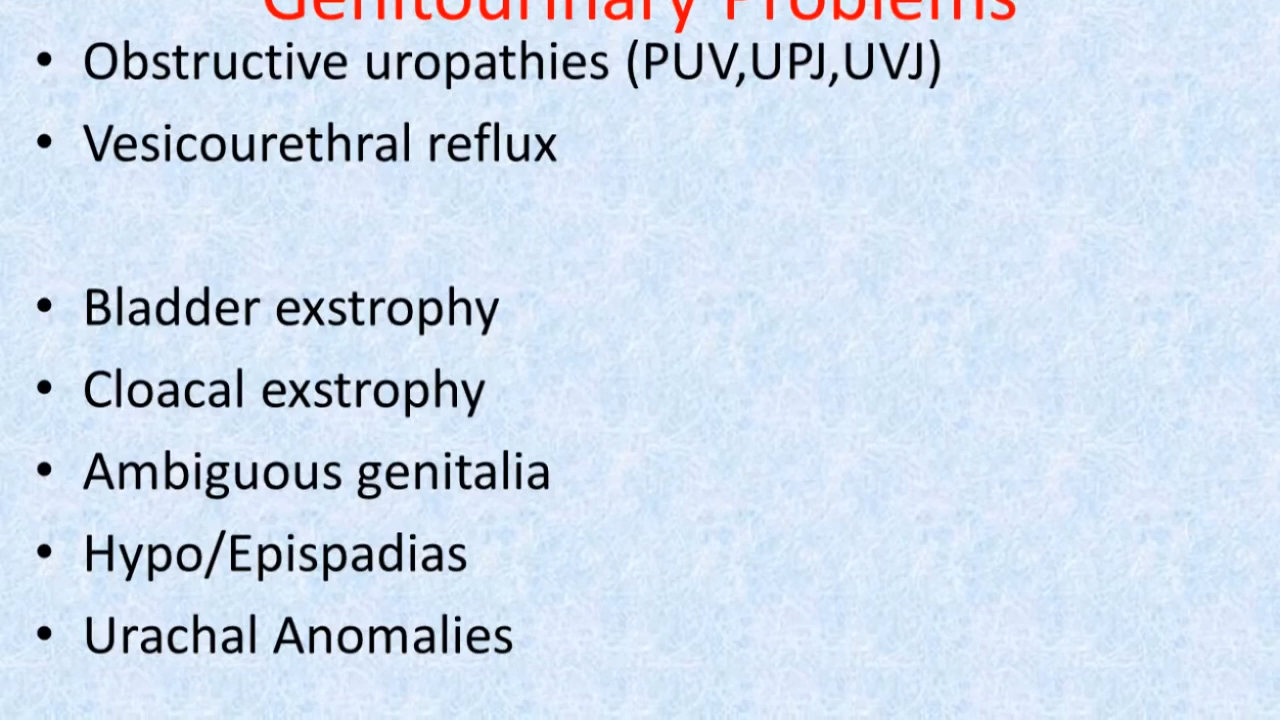 Genitourinary Problems
• Obstructive uropathies (PUV,UPJ,UVJ)
• Vesicourethral reflux
• Bladder exstrophy
• Cloacal exstrophy
• Ambiguous genitalia
• Hypo/Epispadias
• Urachal Anomalies